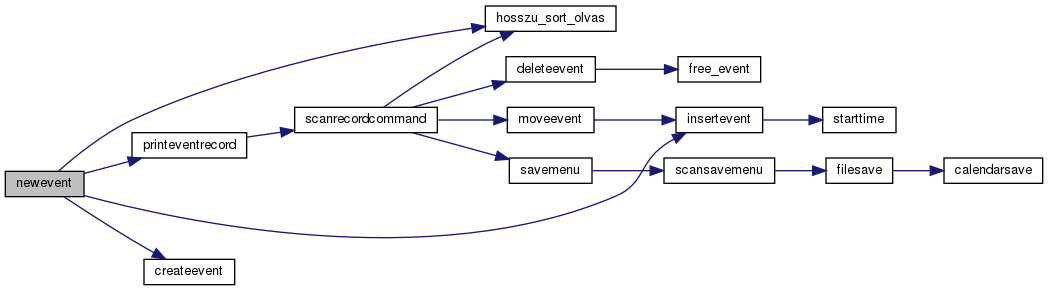 hosszu_sort_olvas
deleteevent
free_event
scanrecordcommand
moveevent
insertevent
starttime
printeventrecord
savemenu
scansavemenu
filesave
calendarsave
newevent
createevent